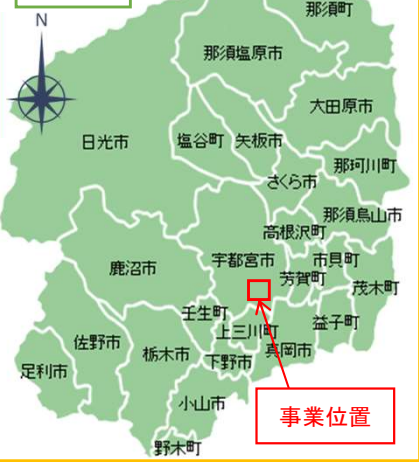 那須町
N
那須塩原市
大田原市
日光市
塩谷町
矢板市
那珂川町
さくら市
那須烏山市
高根沢町
宇都宮市
市貝町
鹿沼市
芳賀町
茂木町
壬生町
上三川町
益子町
佐野市
栃木市
下野市
真岡市
足利市
小山市
事業位置
野木町